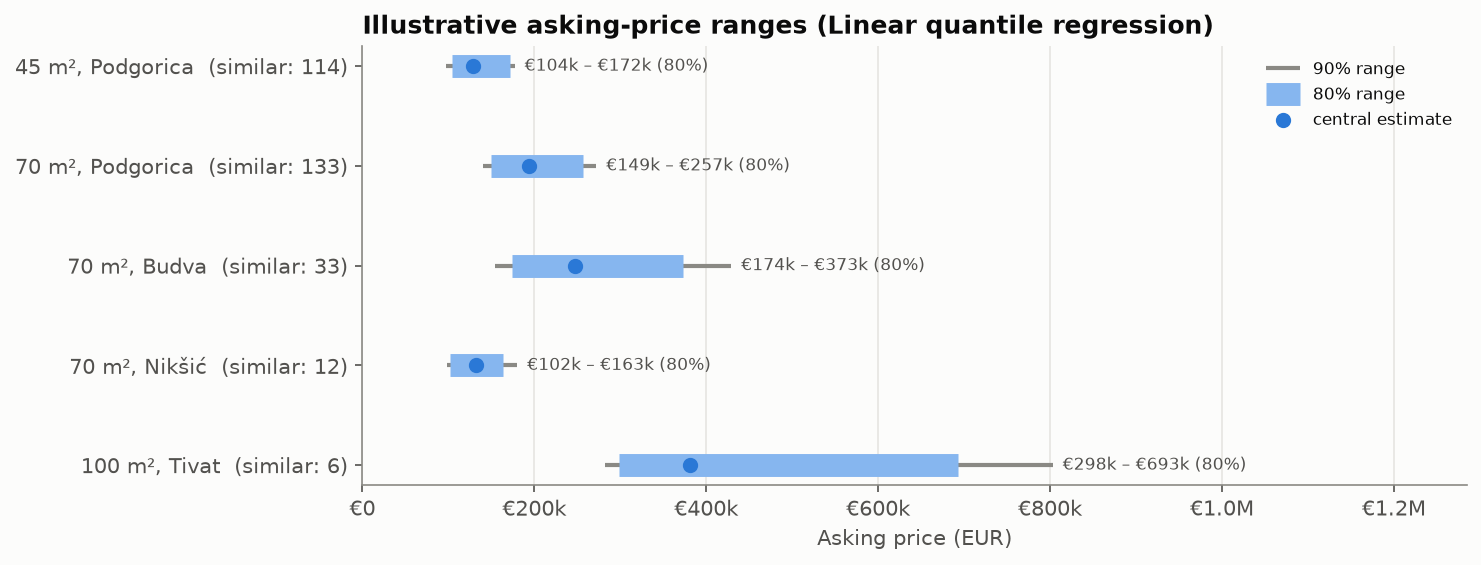 Illustrative asking-price ranges (Linear quantile regression)
45 m², Podgorica  (similar: 114)
€104k – €172k (80%)
90% range
80% range
central estimate
70 m², Podgorica  (similar: 133)
€149k – €257k (80%)
70 m², Budva  (similar: 33)
€174k – €373k (80%)
70 m², Nikšić  (similar: 12)
€102k – €163k (80%)
100 m², Tivat  (similar: 6)
€298k – €693k (80%)
€0 €200k €400k €600k €800k €1.0M €1.2M
Asking price (EUR)